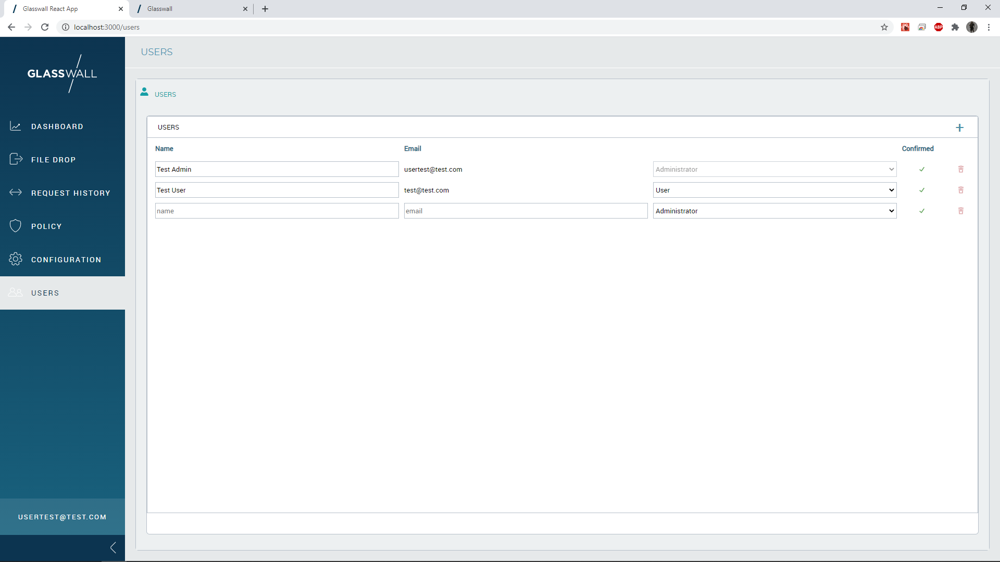 Glasswall React App
Glasswall
localhost:3000/users
ABP
GLASSWALL
DASHBOARD
FILE DROP
REQUEST HISTORY
POLICY
CONFIGURATION
USERS
USERTEST@TEST.COM
USERS
USERS
USERS
Name Email Confirmed
Test Admin usertest@test.com Administrator
Test User test@test.com User
name email Administrator